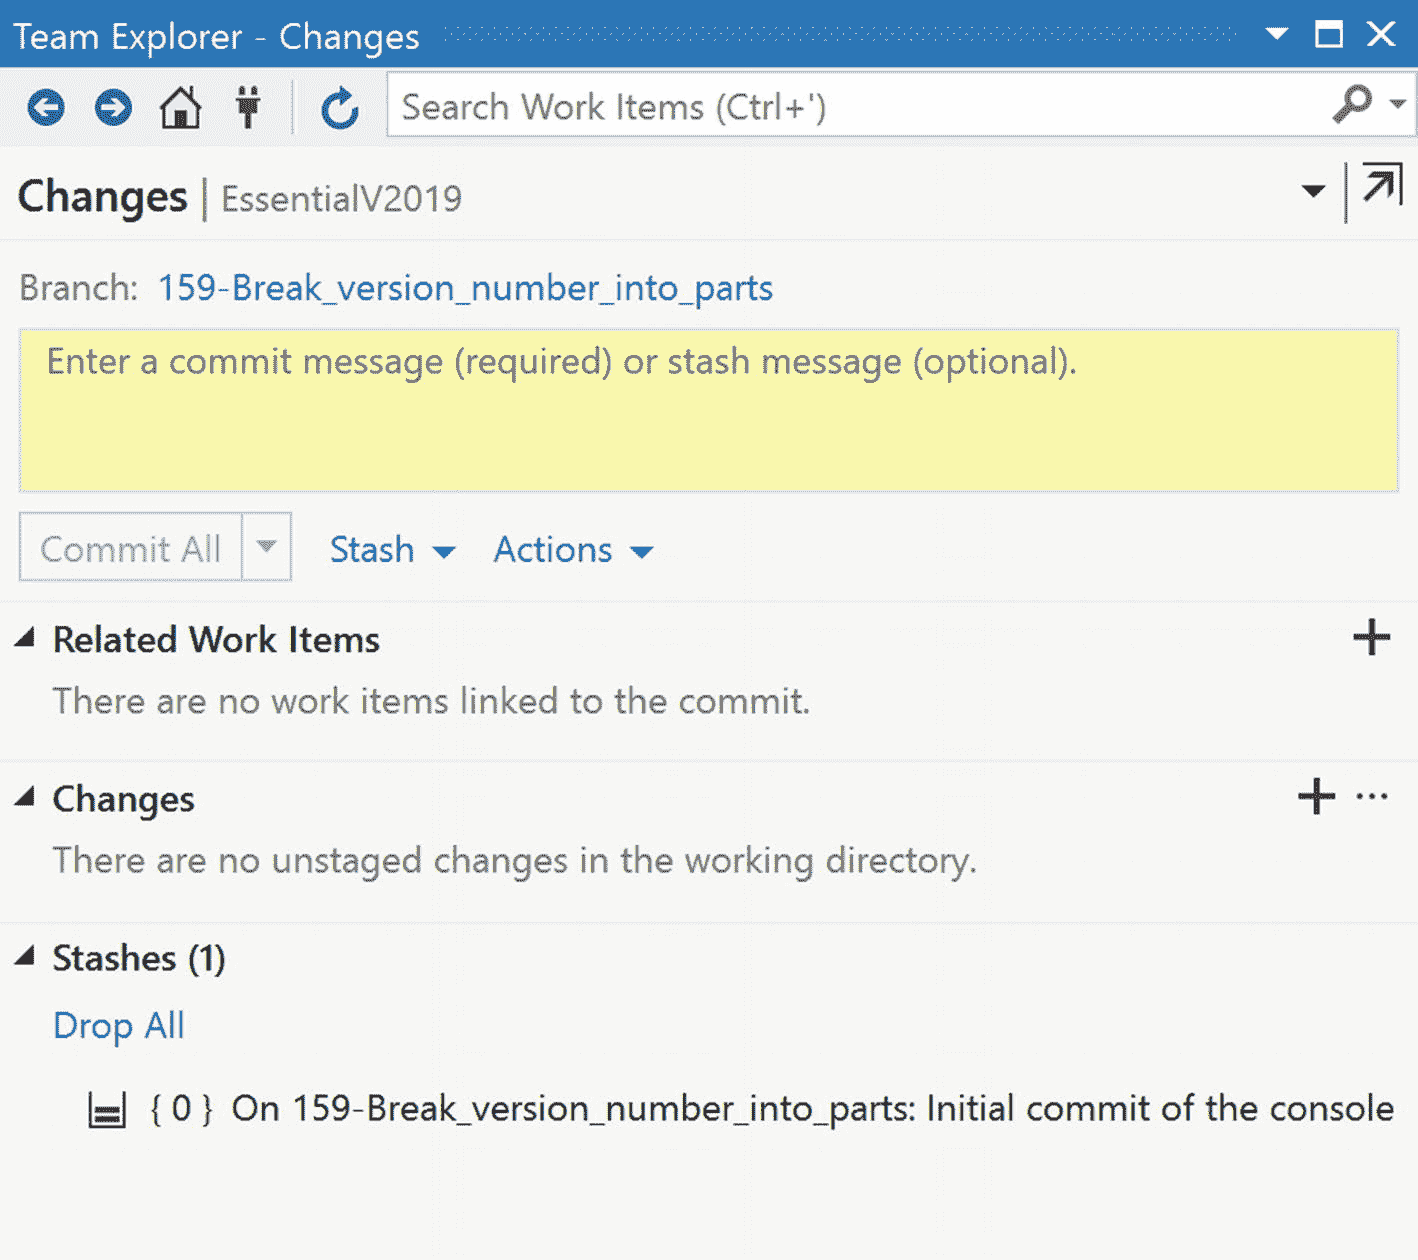 Team Explorer - Changes
Search Work Items (Ctrl+')
Changes | EssentialV2019
Branch: 159-Break_version_number_into_parts
Enter a commit message (required) or stash message (optional).
Commit All Stash Actions
Related Work Items
There are no work items linked to the commit.
Changes
There are no unstaged changes in the working directory.
Stashes (1)
Drop All
{ 0 } On 159-Break_version_number_into_parts: Initial commit of the console